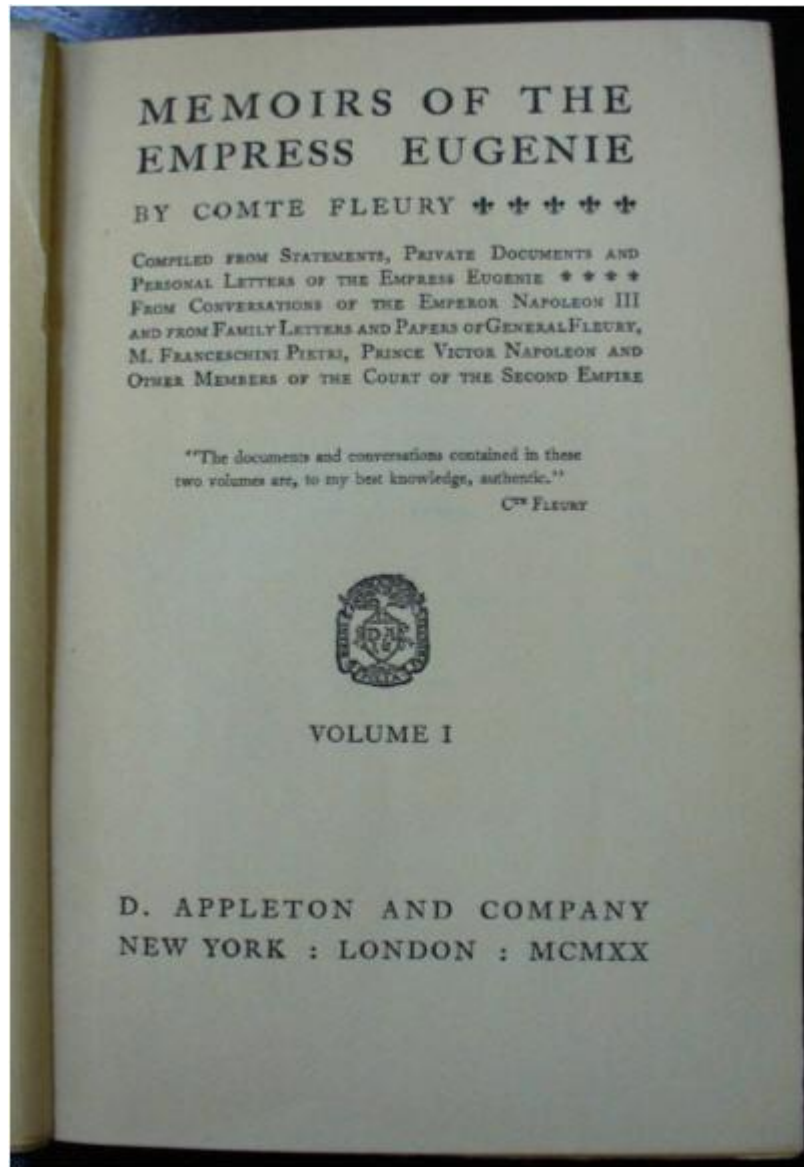 MEMOIRS OF THE
EMPRESS EUGENIE
BY COMTE FLEURY
COMPILED FROM STATEMENTS, PRIVATE DOCUMENTS AND
PERSONAL LETTERS OF THE EMPRESS EUGENIE
FROM CONVERSATIONS OF THE EMPEROR NAPOLEON III
AND FROM FAMILY LETTERS AND PAPERS OF GENERAL FLEURY,
M. FRANCESCHINI PIETRI, PRINCE VICTOR NAPOLEON AND
OTHER MEMBERS OF THE COURT OF THE SECOND EMPIRE
"The documents and conversations contained in these
two volumes are, to my best knowledge, authentic."
CTE FLEURY
D A
VOLUME I
D. APPLETON AND COMPANY
NEW YORK : LONDON : MCMXX